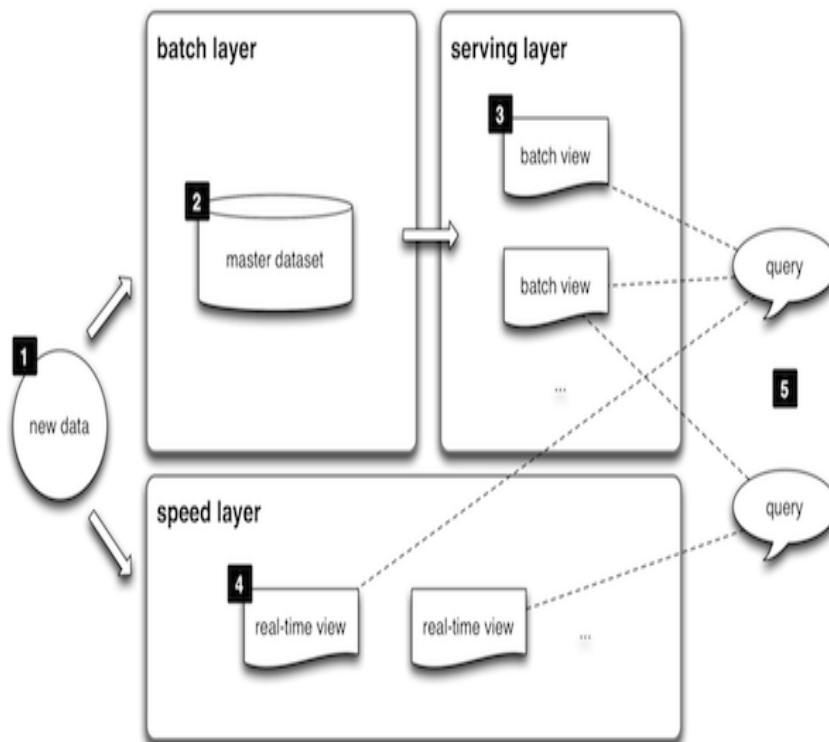 batch layer
serving layer
3
batch view
2
master dataset
query
batch view
1
5
...
new data
speed layer
query
4
real-time view
real-time view
...